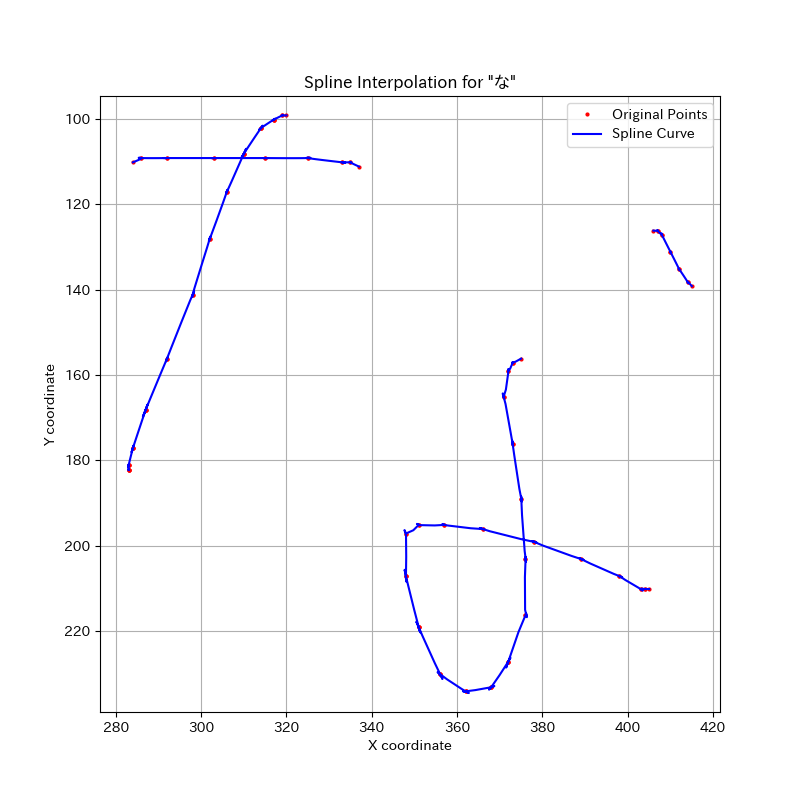 Spline Interpolation for "な"
Original Points
Spline Curve
Y coordinate
100
120
140
160
180
200
220
280 300 320 340 360 380 400 420
X coordinate
な